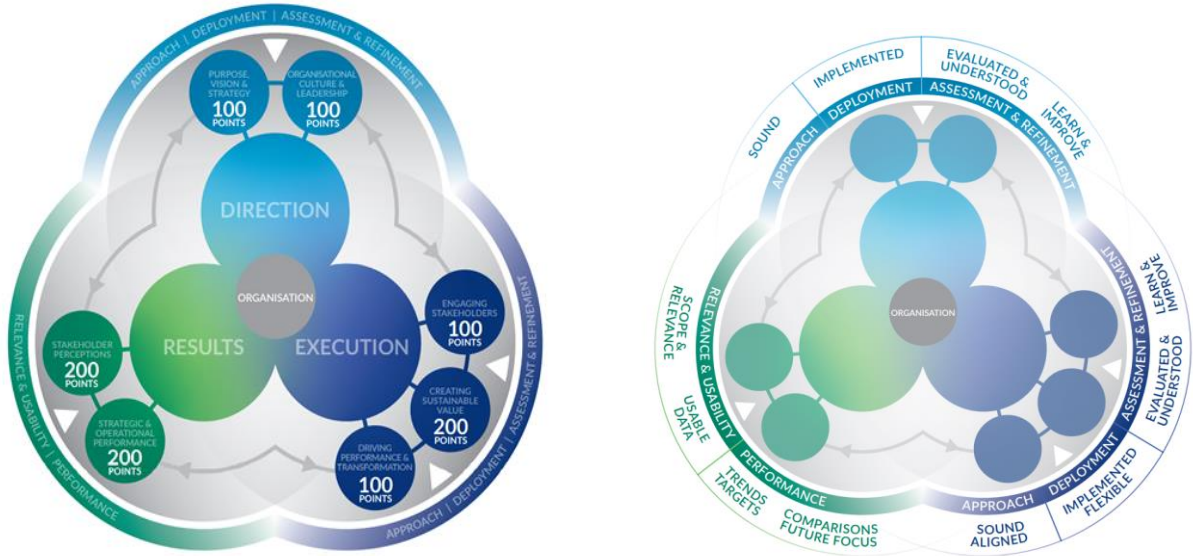 APPROACH | DEPLOYMENT | ASSESSMENT & REFINEMENT
PURPOSE,
VISION &
STRATEGY
100
POINTS
ORGANISATIONAL
CULTURE &
LEADERSHIP
100
POINTS
DIRECTION
ORGANISATION
RESULTS
EXECUTION
ENGAGING
STAKEHOLDERS
100
POINTS
CREATING
SUSTAINABLE
VALUE
200
POINTS
DRIVING
PERFORMANCE &
TRANSFORMATION
100
POINTS
STAKEHOLDER
PERCEPTIONS
200
POINTS
STRATEGIC &
OPERATIONAL
PERFORMANCE
200
POINTS
RELEVANCE & USABILITY | PERFORMANCE
APPROACH | DEPLOYMENT | ASSESSMENT & REFINEMENT
SOUND
IMPLEMENTED
EVALUATED &
UNDERSTOOD
LEARN &
IMPROVE
APPROACH
DEPLOYMENT
ASSESSMENT & REFINEMENT
ORGANISATION
LEARN &
IMPROVE
EVALUATED &
UNDERSTOOD
IMPLEMENTED
FLEXIBLE
SOUND
ALIGNED
ASSESSMENT & REFINEMENT
DEPLOYMENT
APPROACH
SCOPE &
RELEVANCE
USABLE
DATA
TRENDS
TARGETS
COMPARISONS
FUTURE FOCUS
RELEVANCE & USABILITY
PERFORMANCE